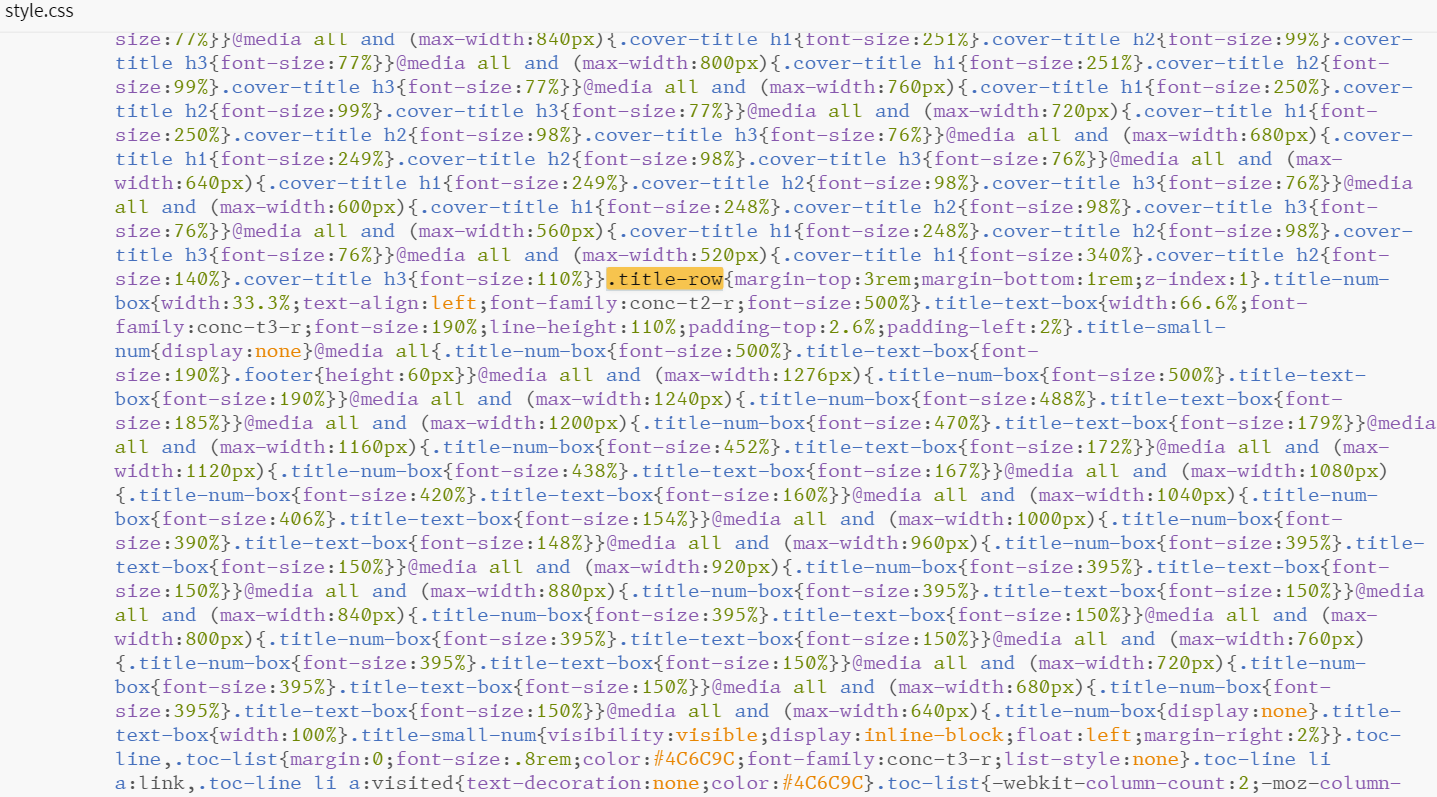 style.css
size:77%}}@media all and (max-width:840px){.cover-title h1{font-size:251%}.cover-title h2{font-size:99%}.cover-
title h3{font-size:77%}}@media all and (max-width:800px){.cover-title h1{font-size:251%}.cover-title h2{font-
size:99%}.cover-title h3{font-size:77%}}@media all and (max-width:760px){.cover-title h1{font-size:250%}.cover-
title h2{font-size:99%}.cover-title h3{font-size:77%}}@media all and (max-width:720px){.cover-title h1{font-
size:250%}.cover-title h2{font-size:98%}.cover-title h3{font-size:76%}}@media all and (max-width:680px){.cover-
title h1{font-size:249%}.cover-title h2{font-size:98%}.cover-title h3{font-size:76%}}@media all and (max-
width:640px){.cover-title h1{font-size:249%}.cover-title h2{font-size:98%}.cover-title h3{font-size:76%}}@media
all and (max-width:600px){.cover-title h1{font-size:248%}.cover-title h2{font-size:98%}.cover-title h3{font-
size:76%}}@media all and (max-width:560px){.cover-title h1{font-size:248%}.cover-title h2{font-size:98%}.cover-
title h3{font-size:76%}}@media all and (max-width:520px){.cover-title h1{font-size:340%}.cover-title h2{font-
size:140%}.cover-title h3{font-size:110%}}.title-row{margin-top:3rem;margin-bottom:1rem;z-index:1}.title-num-
box{width:33.3%;text-align:left;font-family:conc-t2-r;font-size:500%}.title-text-box{width:66.6%;font-
family:conc-t3-r;font-size:190%;line-height:110%;padding-top:2.6%;padding-left:2%}.title-small-
num{display:none}@media all{.title-num-box{font-size:500%}.title-text-box{font-
size:190%}.footer{height:60px}}@media all and (max-width:1276px){.title-num-box{font-size:500%}.title-text-
box{font-size:190%}}@media all and (max-width:1240px){.title-num-box{font-size:488%}.title-text-box{font-
size:185%}}@media all and (max-width:1200px){.title-num-box{font-size:470%}.title-text-box{font-size:179%}}@media
all and (max-width:1160px){.title-num-box{font-size:452%}.title-text-box{font-size:172%}}@media all and (max-
width:1120px){.title-num-box{font-size:438%}.title-text-box{font-size:167%}}@media all and (max-width:1080px)
{.title-num-box{font-size:420%}.title-text-box{font-size:160%}}@media all and (max-width:1040px){.title-num-
box{font-size:406%}.title-text-box{font-size:154%}}@media all and (max-width:1000px){.title-num-box{font-
size:390%}.title-text-box{font-size:148%}}@media all and (max-width:960px){.title-num-box{font-size:395%}.title-
text-box{font-size:150%}}@media all and (max-width:920px){.title-num-box{font-size:395%}.title-text-box{font-
size:150%}}@media all and (max-width:880px){.title-num-box{font-size:395%}.title-text-box{font-size:150%}}@media
all and (max-width:840px){.title-num-box{font-size:395%}.title-text-box{font-size:150%}}@media all and (max-
width:800px){.title-num-box{font-size:395%}.title-text-box{font-size:150%}}@media all and (max-width:760px)
{.title-num-box{font-size:395%}.title-text-box{font-size:150%}}@media all and (max-width:720px){.title-num-
box{font-size:395%}.title-text-box{font-size:150%}}@media all and (max-width:680px){.title-num-box{font-
size:395%}.title-text-box{font-size:150%}}@media all and (max-width:640px){.title-num-box{display:none}.title-
text-box{width:100%}.title-small-num{visibility:visible;display:inline-block;float:left;margin-right:2%}}.toc-
line,.toc-list{margin:0;font-size:.8rem;color:#4C6C9C;font-family:conc-t3-r;list-style:none}.toc-line li
a:link,.toc-line li a:visited{text-decoration:none;color:#4C6C9C}.toc-list{-webkit-column-count:2;-moz-column-